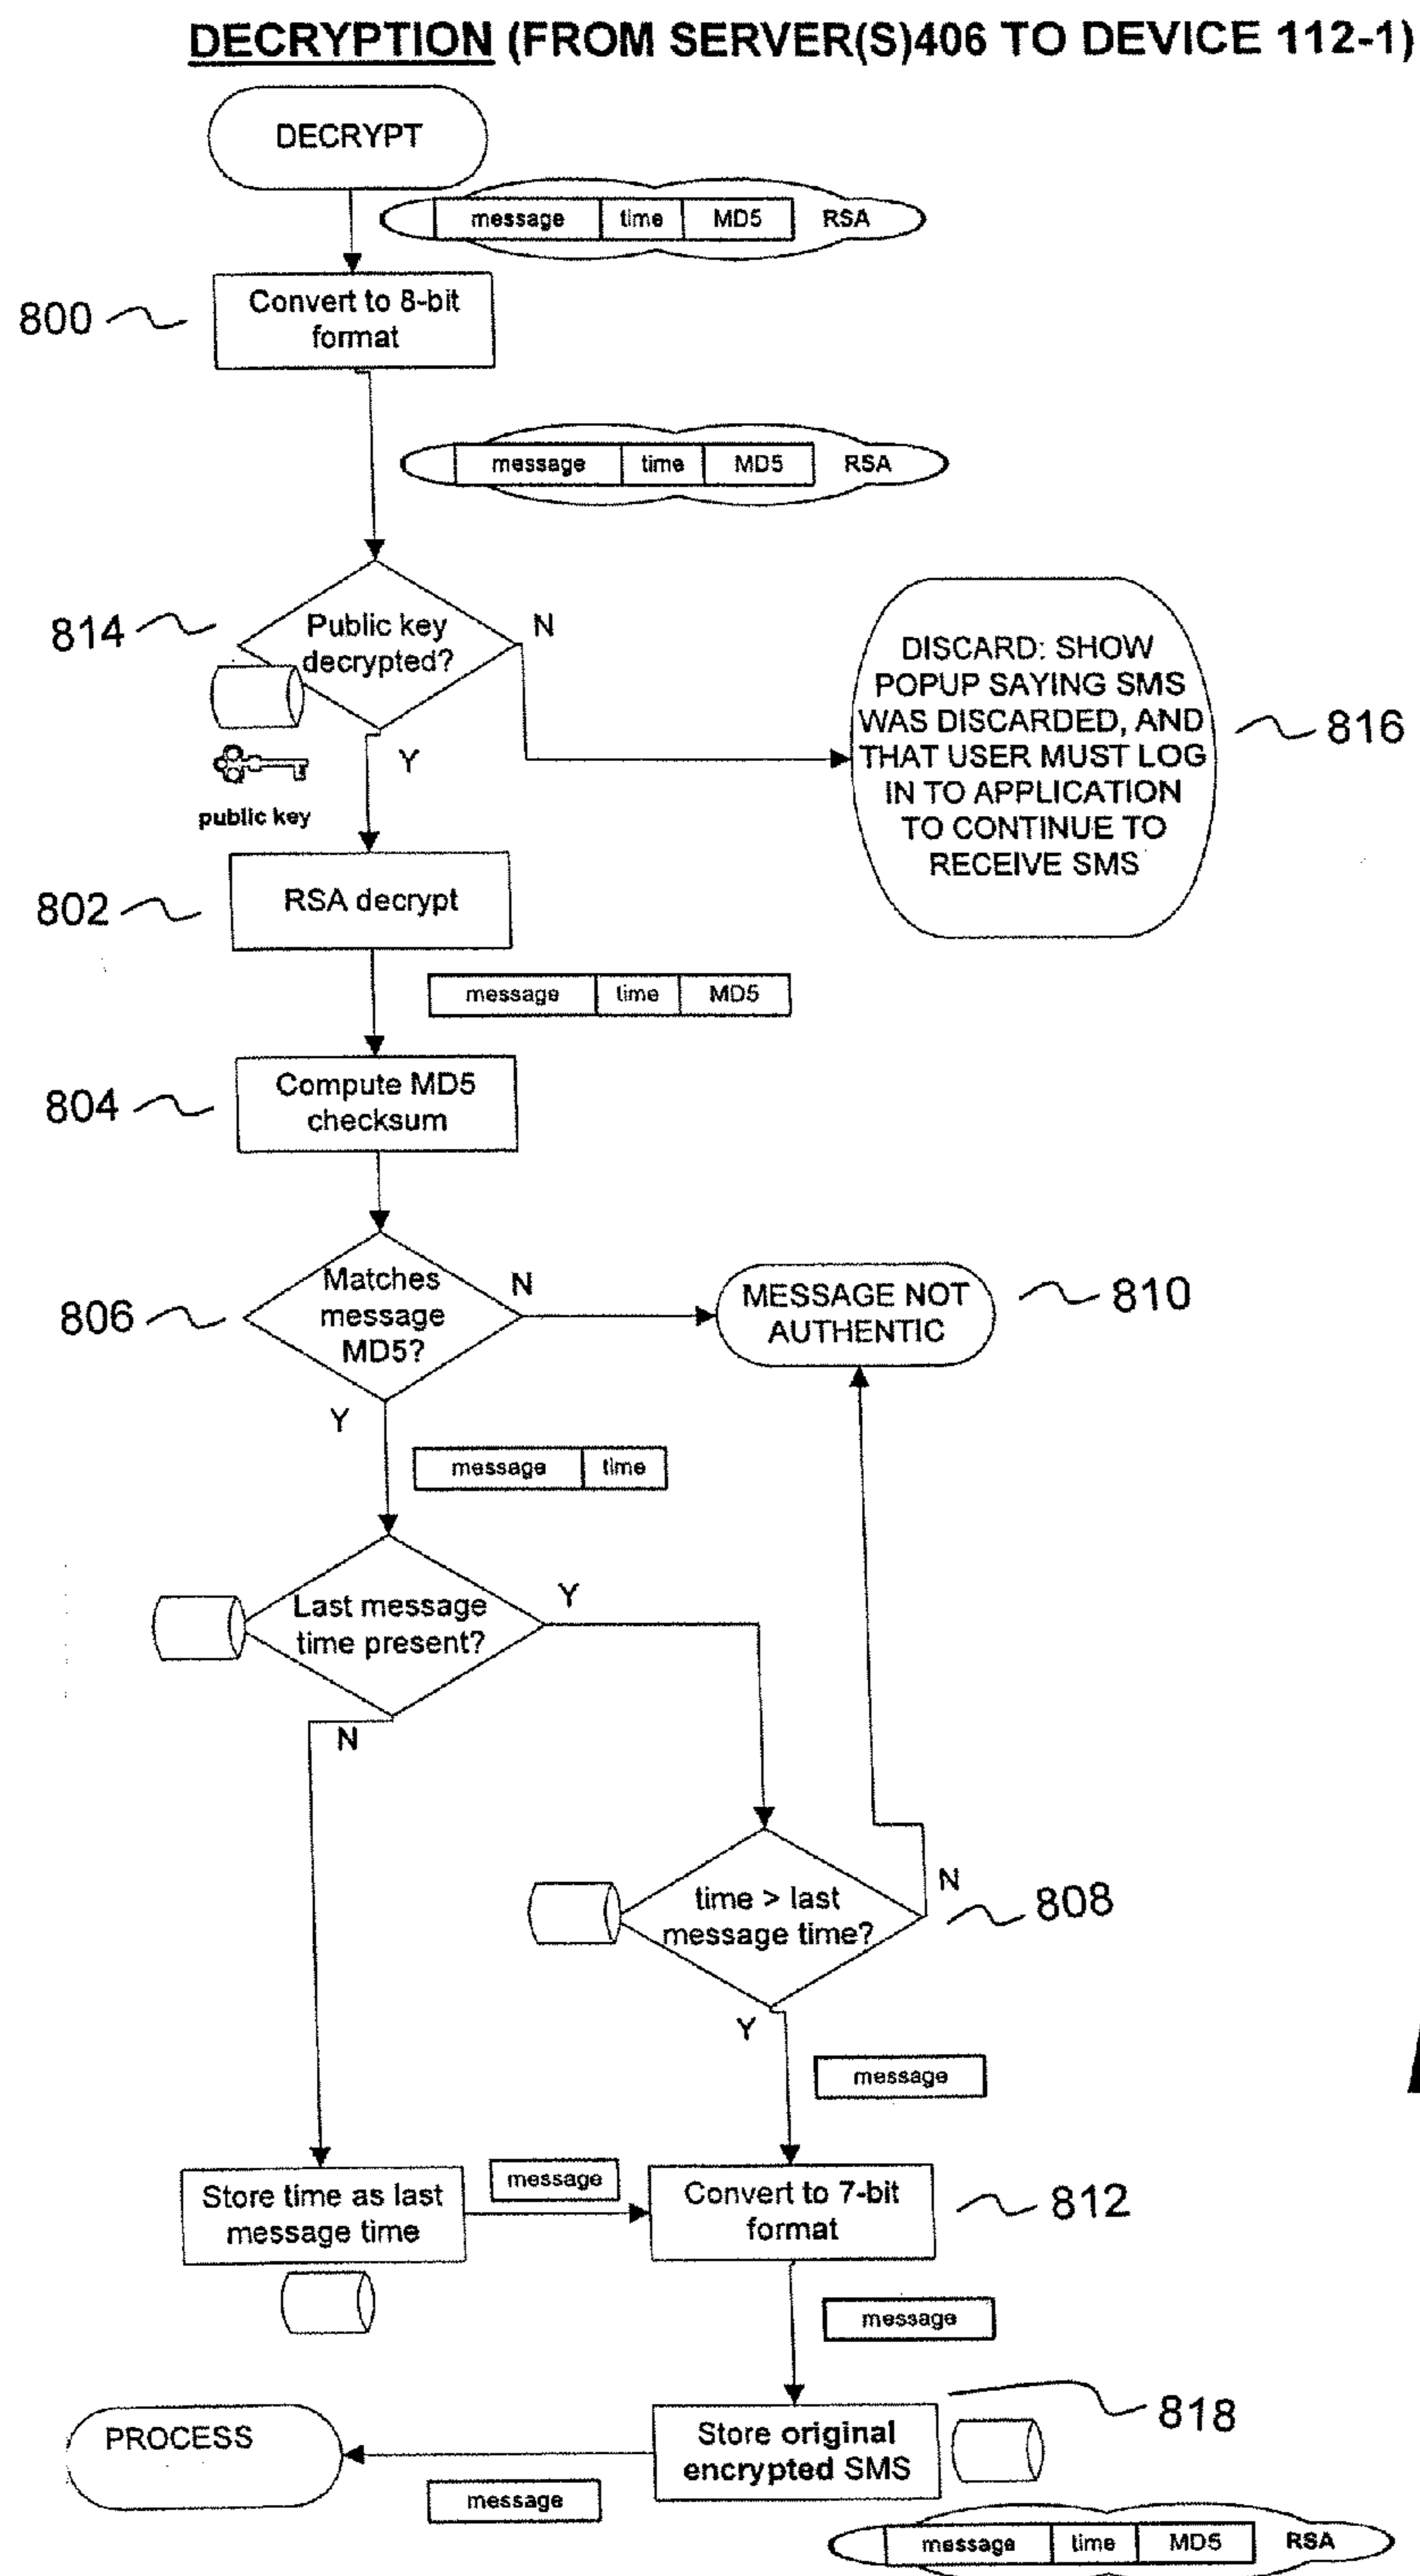 DECRYPTION (FROM SERVER(S)406 TO DEVICE 112-1)
DECRYPT
message time MD5 RSA
800
Convert to 8-bit
format
message time MD5 RSA
814
Public key
decrypted?
N
Y
public key
DISCARD: SHOW
POPUP SAYING SMS
WAS DISCARDED, AND
THAT USER MUST LOG
IN TO APPLICATION
TO CONTINUE TO
RECEIVE SMS
816
802
RSA decrypt
message time MD5
804
Compute MD5
checksum
806
Matches
message
MD5?
N
MESSAGE NOT
AUTHENTIC
810
Y
message time
Last message
time present?
Y
N
time > last
message time?
N
808
Y
message
Store time as last
message time
message
Convert to 7-bit
format
812
message
818
Store original
encrypted SMS
PROCESS
message
message time MD5 RSA